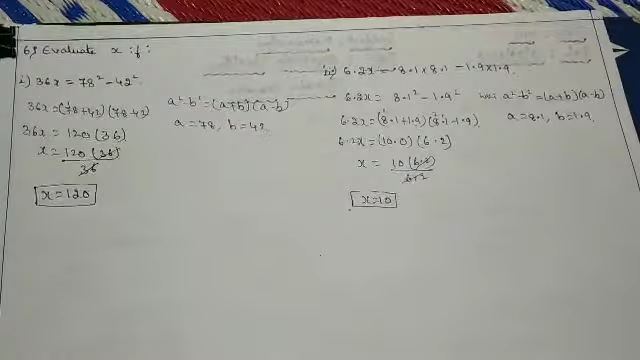 6) Evaluate x if:
i) 36x = 78² - 42².
36x = (78+42)(78-42)
36x = 120(36)
x = 120(36)
36
x = 120
a²-b² = (a+b)(a-b)
a = 78, b = 42
6.2x = 8.1×8.1 - 1.9×1.9.
6.2x = 8.1² - 1.9²
6.2x = (8.1+1.9)(8.1-1.9).
6.2x = (10.0)(6.2)
x = 10(6.2)
6.2
x = 10
a²-b² = (a+b)(a-b)
a = 8.1, b = 1.9.